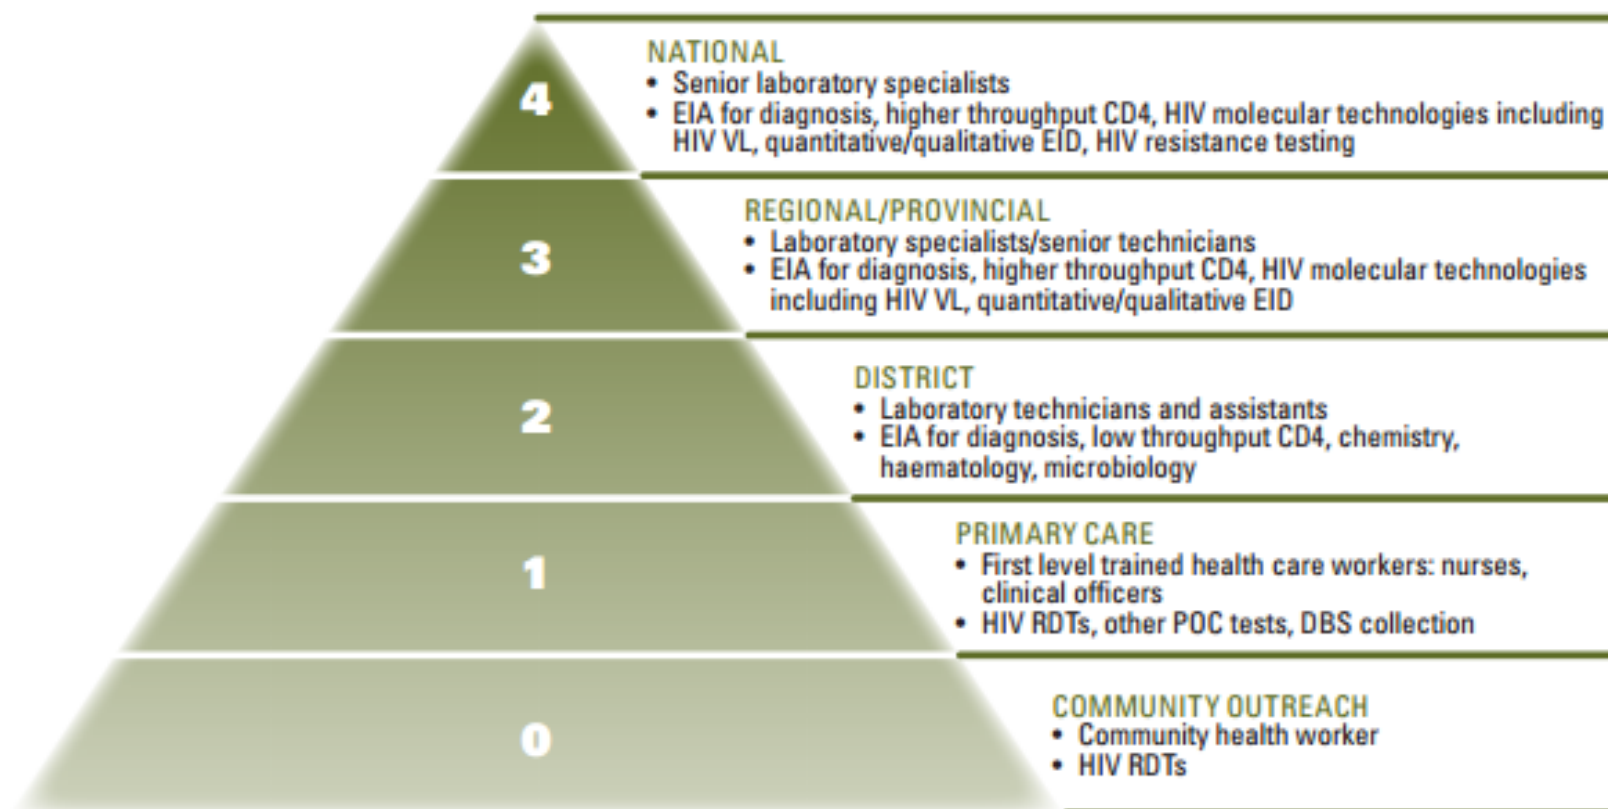 4
NATIONAL
• Senior laboratory specialists
• EIA for diagnosis, higher throughput CD4, HIV molecular technologies including
HIV VL, quantitative/qualitative EID, HIV resistance testing
3
REGIONAL/PROVINCIAL
• Laboratory specialists/senior technicians
• EIA for diagnosis, higher throughput CD4, HIV molecular technologies
including HIV VL, quantitative/qualitative EID
2
DISTRICT
• Laboratory technicians and assistants
• EIA for diagnosis, low throughput CD4, chemistry,
haematology, microbiology
1
PRIMARY CARE
• First level trained health care workers: nurses,
clinical officers
• HIV RDTs, other POC tests, DBS collection
0
COMMUNITY OUTREACH
• Community health worker
• HIV RDTs